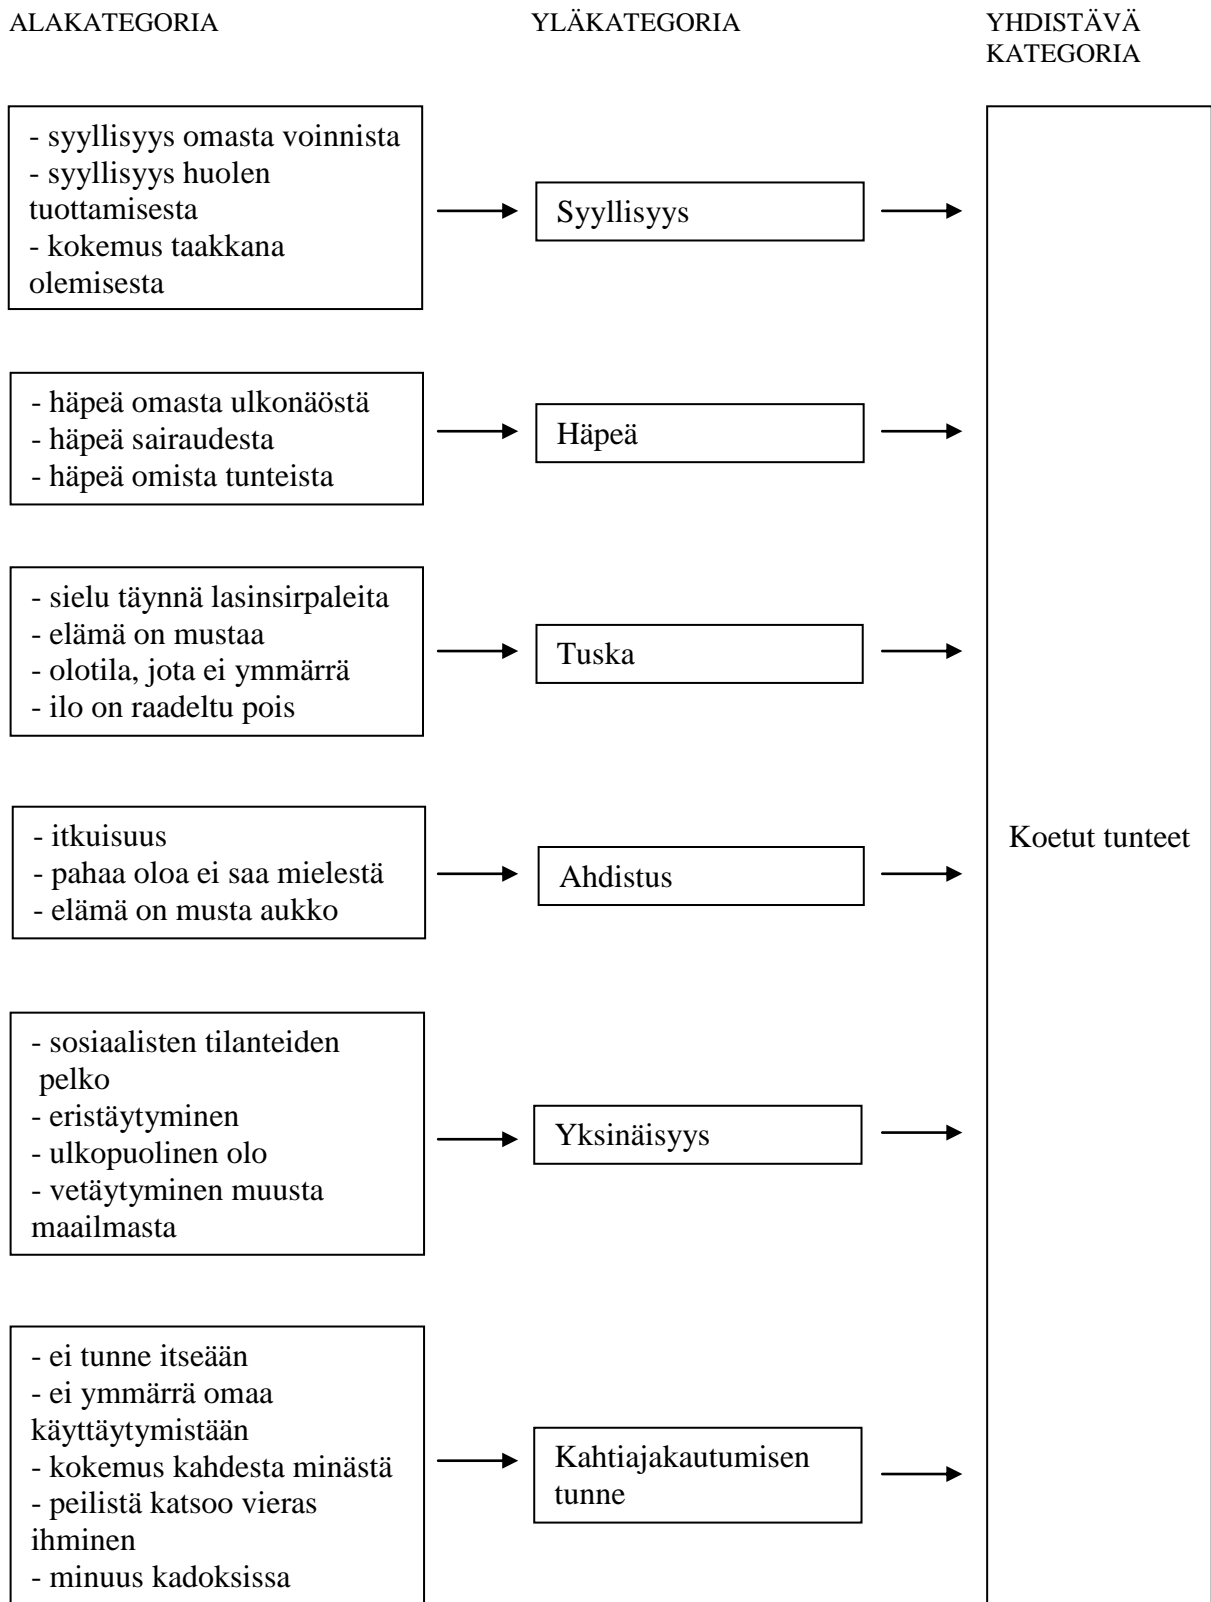 ALAKATEGORIA
YLÄKATEGORIA
YHDISTÄVÄ
KATEGORIA
- syyllisyys omasta voinnista
- syyllisyys huolen
tuottamisesta
- kokemus taakkana
olemisesta
Syyllisyys
- häpeä omasta ulkonäöstä
- häpeä sairaudesta
- häpeä omista tunteista
Häpeä
- sielu täynnä lasinsirpaleita
- elämä on mustaa
- olotila, jota ei ymmärrä
- ilo on raadeltu pois
Tuska
- itkuisuus
- pahaa oloa ei saa mielestä
- elämä on musta aukko
Ahdistus
Koetut tunteet
- sosiaalisten tilanteiden
pelko
- eristäytyminen
- ulkopuolinen olo
- vetäytyminen muusta
maailmasta
Yksinäisyys
- ei tunne itseään
- ei ymmärrä omaa
käyttäytymistään
- kokemus kahdesta minästä
- peilistä katsoo vieras
ihminen
- minuus kadoksissa
Kahtiajakautumisen
tunne